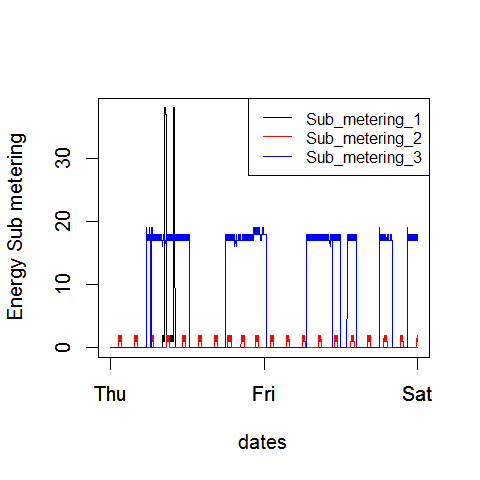 Sub_metering_1
Sub_metering_2
Sub_metering_3
Energy Sub metering
30
20
10
0
Thu Fri Sat
dates